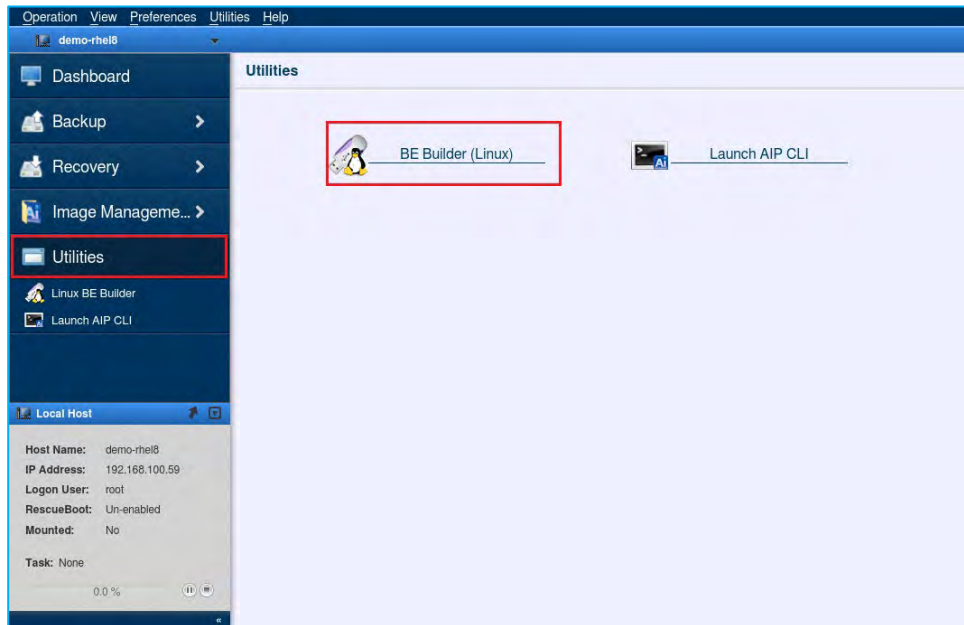 Operation View Preferences Utilities Help
demo-rhel8
Dashboard
Backup
Recovery
Image Manageme...
Utilities
Linux BE Builder
Launch AIP CLI
Local Host
Host Name: demo-rhel8
IP Address: 192.168.100.59
Logon User: root
RescueBoot: Un-enabled
Mounted: No
Task: None
0.0 %
Utilities
BE Builder (Linux)
Ai Launch AIP CLI